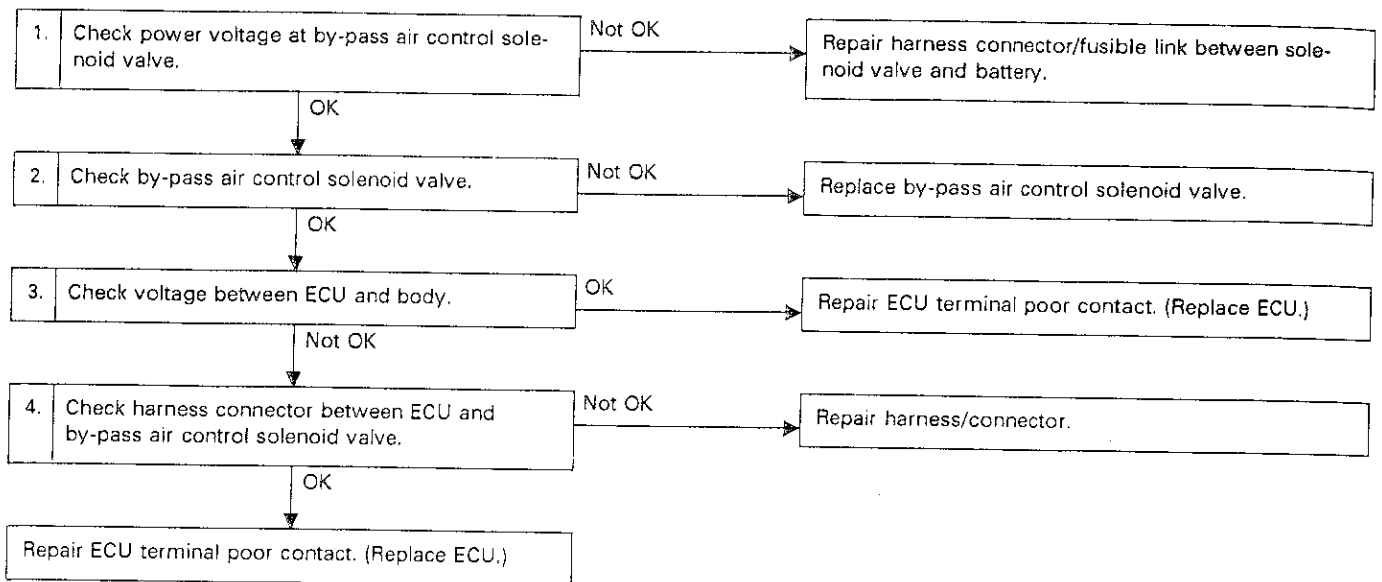 1. Check power voltage at by-pass air control sole-
noid valve.
Not OK
Repair harness connector/fusible link between sole-
noid valve and battery.
OK
2. Check by-pass air control solenoid valve.
Not OK
Replace by-pass air control solenoid valve.
OK
3. Check voltage between ECU and body.
OK
Repair ECU terminal poor contact. (Replace ECU.)
Not OK
4. Check harness connector between ECU and
by-pass air control solenoid valve.
Not OK
Repair harness/connector.
OK
Repair ECU terminal poor contact. (Replace ECU.)